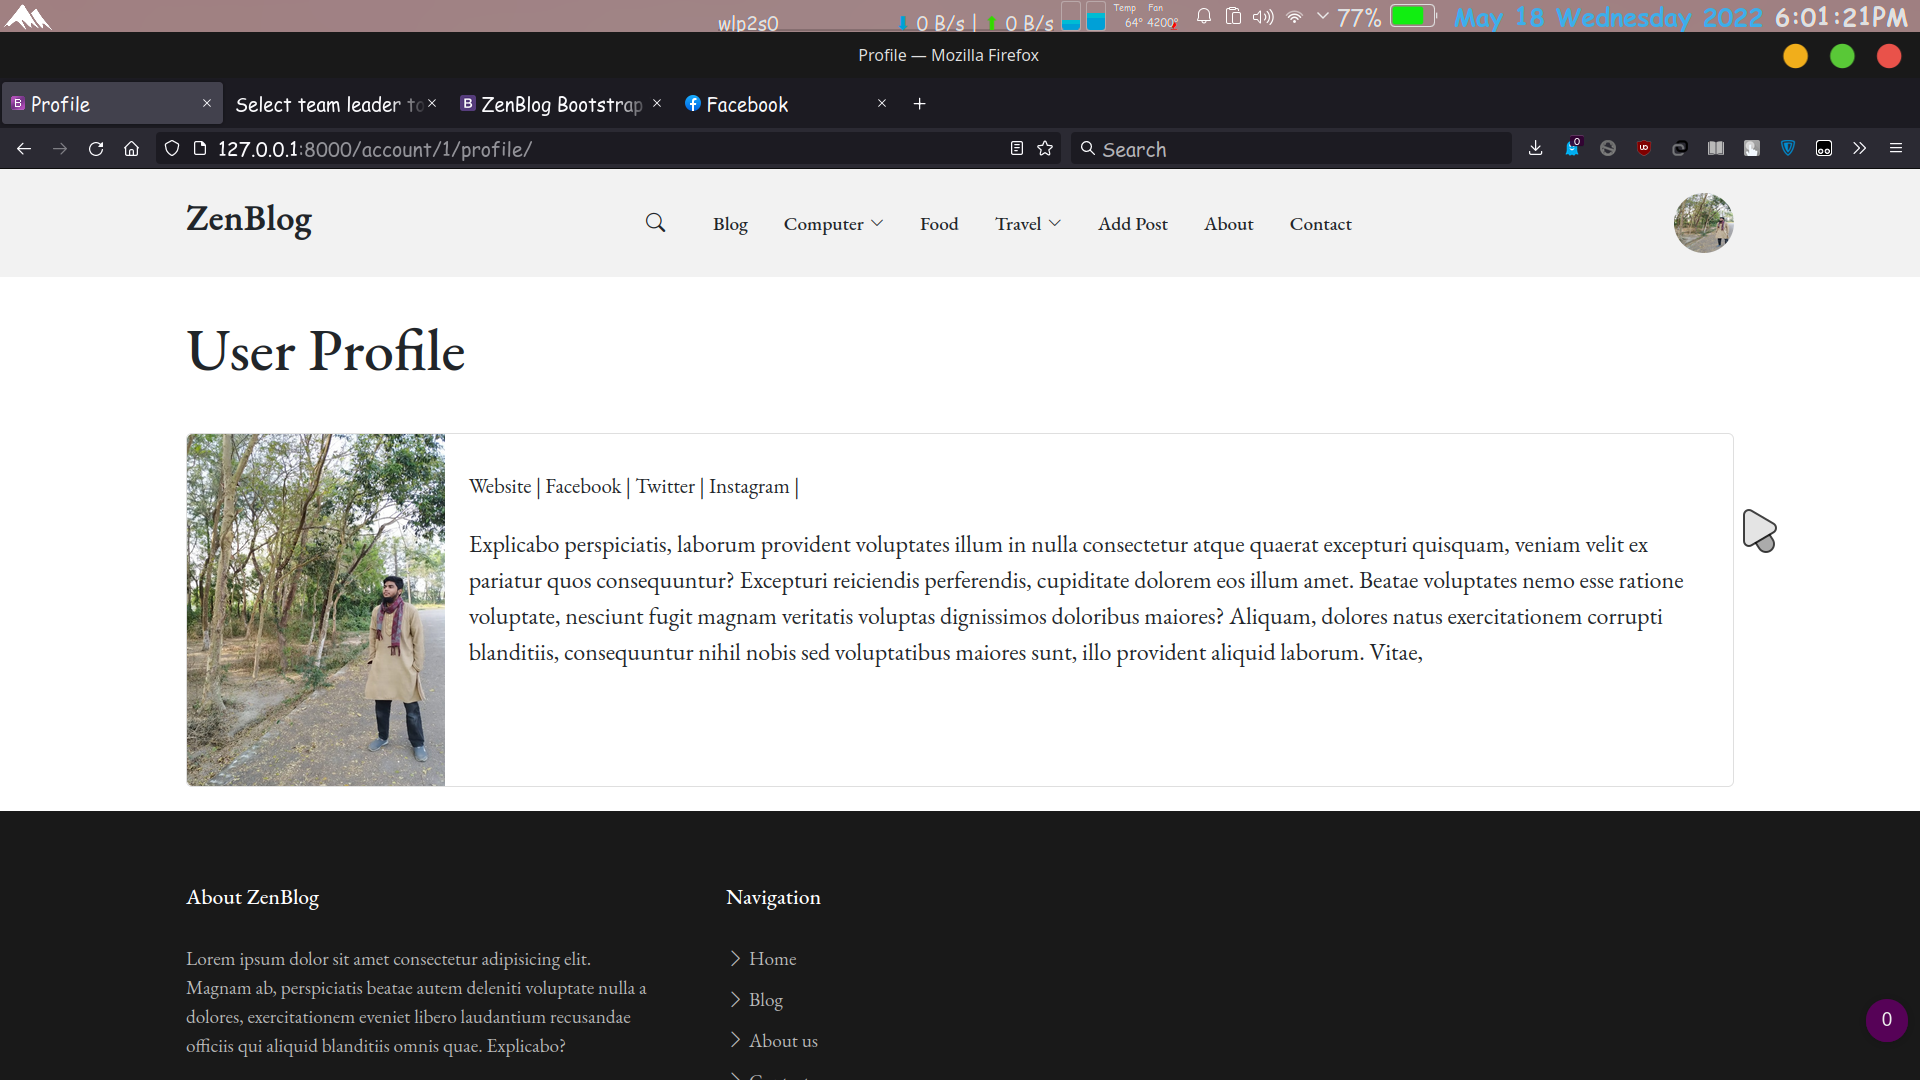 wlp2s0 0 B/s | 0 B/s Temp 64° Fan 4200° 77% May 18 Wednesday 2022 6:01:21PM
Profile — Mozilla Firefox
Profile Select team leader to ZenBlog Bootstrap Facebook
127.0.0.1:8000/account/1/profile/ Search 0
ZenBlog Blog Computer Food Travel Add Post About Contact
User Profile
Website | Facebook | Twitter | Instagram |
Explicabo perspiciatis, laborum provident voluptates illum in nulla consectetur atque quaerat excepturi quisquam, veniam velit ex
pariatur quos consequuntur? Excepturi reiciendis perferendis, cupiditate dolorem eos illum amet. Beatae voluptates nemo esse ratione
voluptate, nesciunt fugit magnam veritatis voluptas dignissimos doloribus maiores? Aliquam, dolores natus exercitationem corrupti
blanditiis, consequuntur nihil nobis sed voluptatibus maiores sunt, illo provident aliquid laborum. Vitae,
About ZenBlog
Lorem ipsum dolor sit amet consectetur adipisicing elit.
Magnam ab, perspiciatis beatae autem deleniti voluptate nulla a
dolores, exercitationem eveniet libero laudantium recusandae
officiis qui aliquid blanditiis omnis quae. Explicabo?
Navigation
Home
Blog
About us
0